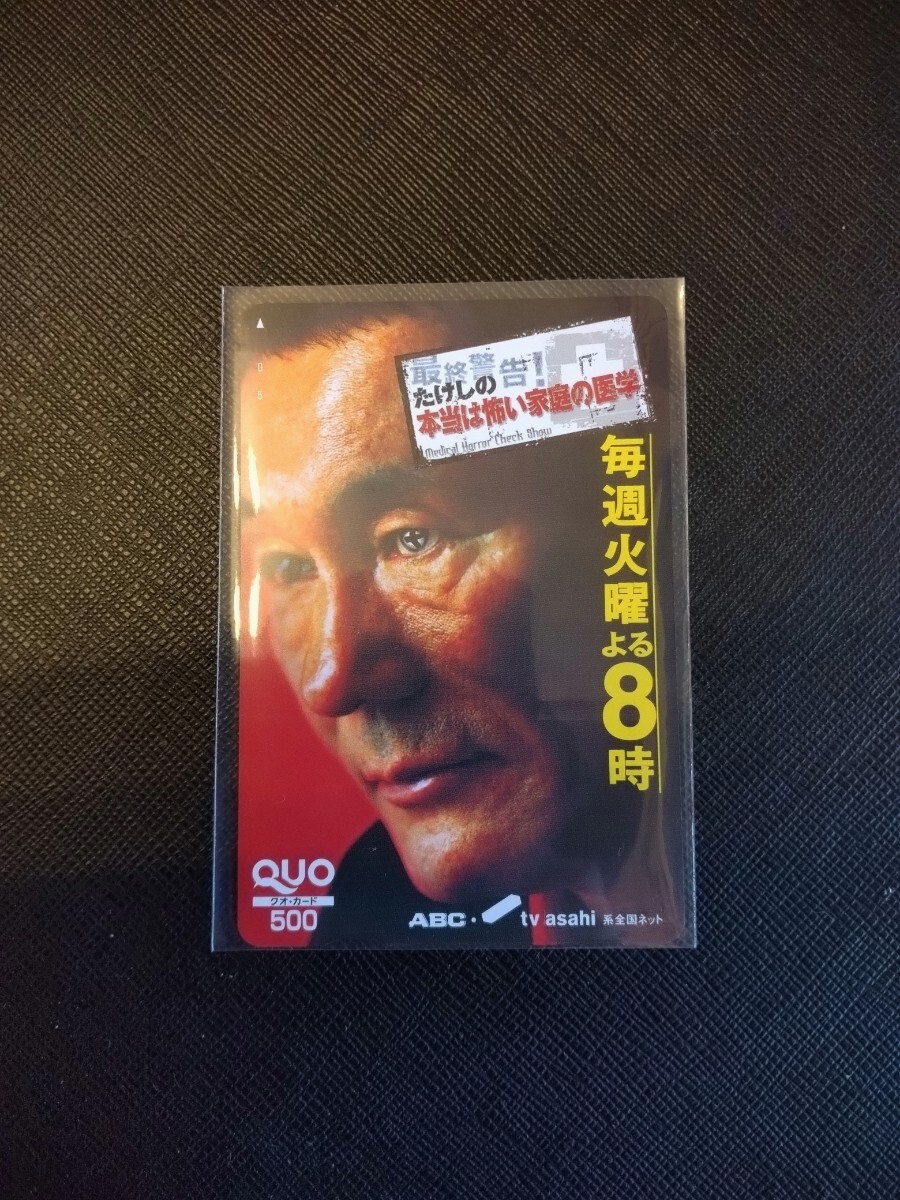 0
5
最終警告!
たけしの
本当は怖い家庭の医学
Medical Horror Check Show
毎週火曜よる8時
QUO
クオ・カード
500
ABC・tv asahi 系全国ネット